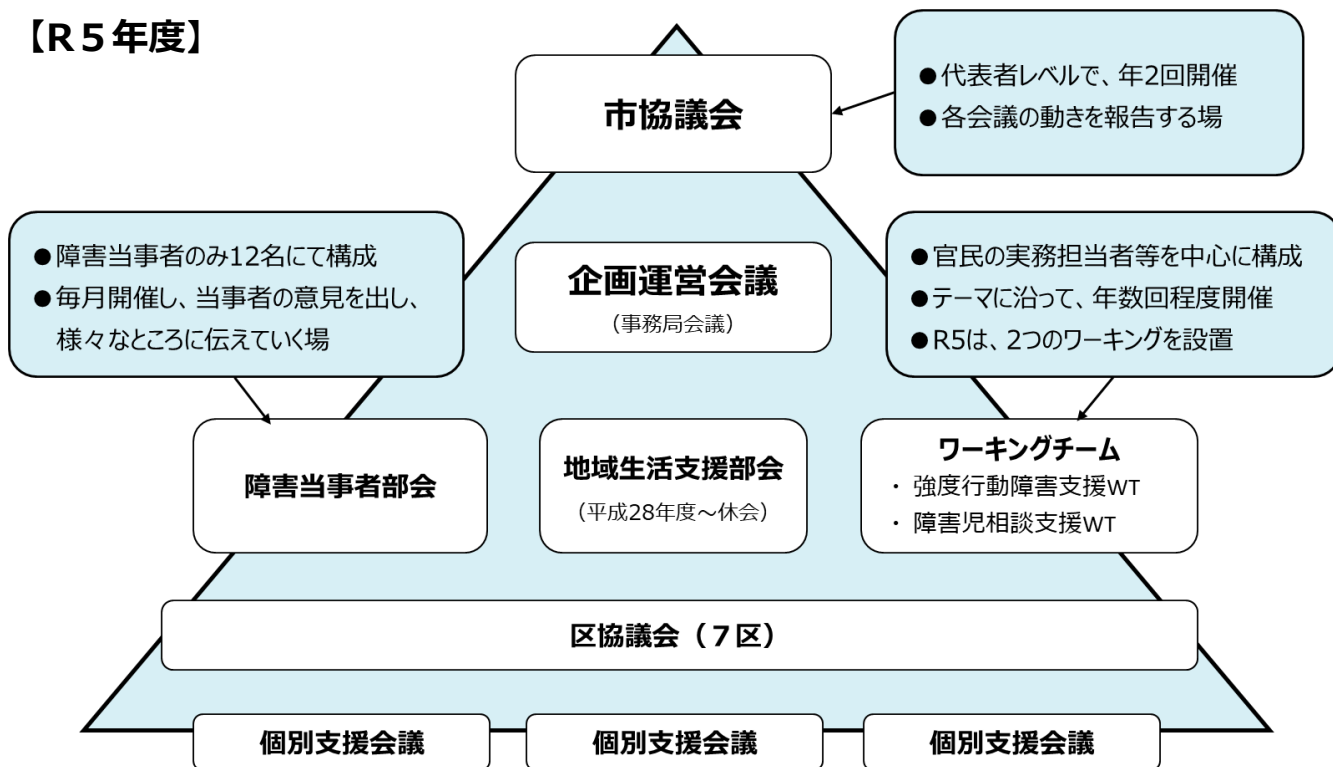 【R５年度】
市協議会
●代表者レベルで、年2回開催
●各会議の動きを報告する場
●障害当事者のみ12名にて構成
●毎月開催し、当事者の意見を出し、
様々なところに伝えていく場
企画運営会議
（事務局会議）
●官民の実務担当者等を中心に構成
●テーマに沿って、年数回程度開催
●R5は、2つのワーキングを設置
障害当事者部会
地域生活支援部会
（平成28年度～休会）
ワーキングチーム
・ 強度行動障害支援WT
・ 障害児相談支援WT
区協議会（７区）
個別支援会議
個別支援会議
個別支援会議